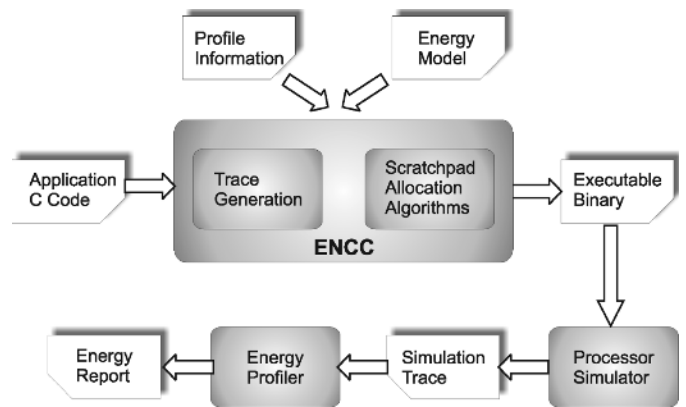 Profile
Information
Energy
Model
Application
C Code
Trace
Generation
Scratchpad
Allocation
Algorithms
ENCC
Executable
Binary
Energy
Report
Energy
Profiler
Simulation
Trace
Processor
Simulator